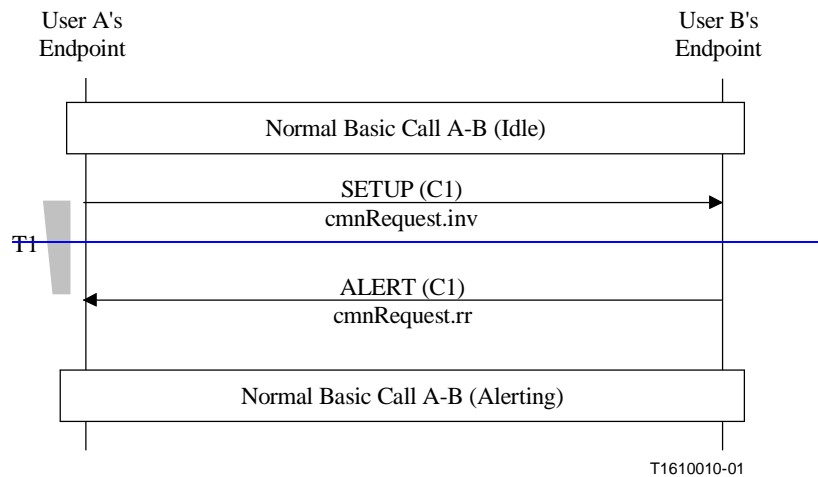 User A's
Endpoint
User B's
Endpoint
Normal Basic Call A-B (Idle)
SETUP (C1)
cmnRequest.inv
T1
ALERT (C1)
cmnRequest.rr
Normal Basic Call A-B (Alerting)
T1610010-01